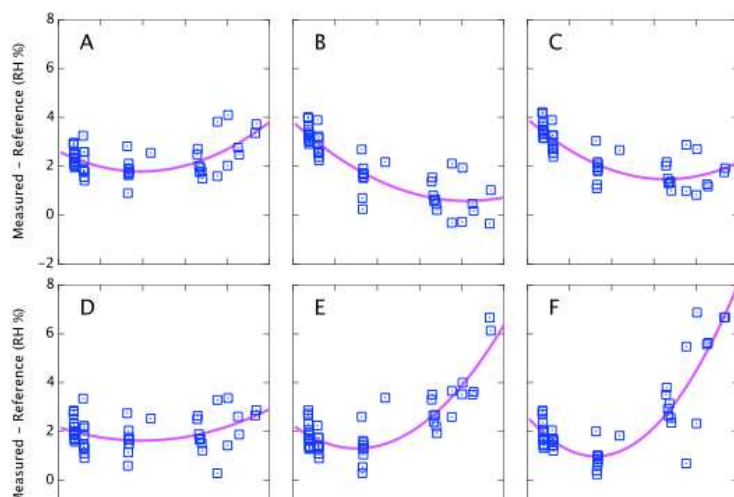 Measured – Reference (RH %)
8
6
4
2
0
−2
A
B
C
Measured – Reference (RH %)
8
6
4
2
0
D
E
F